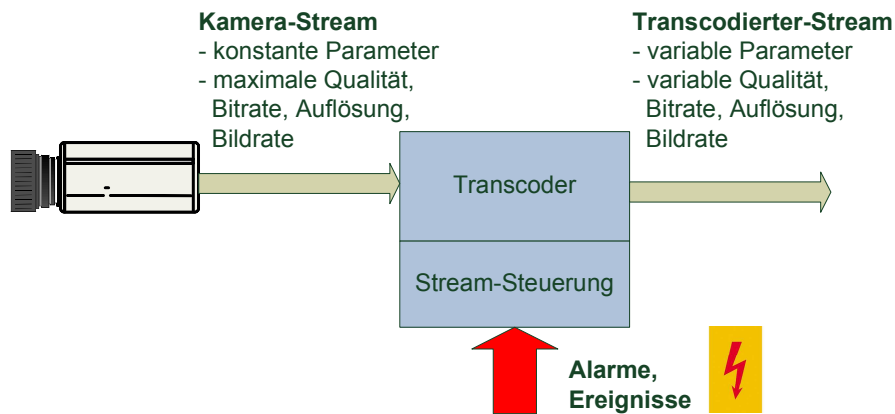 Kamera-Stream
- konstante Parameter
- maximale Qualität,
Bitrate, Auflösung,
Bildrate
Transcodierter-Stream
- variable Parameter
- variable Qualität,
Bitrate, Auflösung,
Bildrate
Transcoder
Stream-Steuerung
Alarme,
Ereignisse